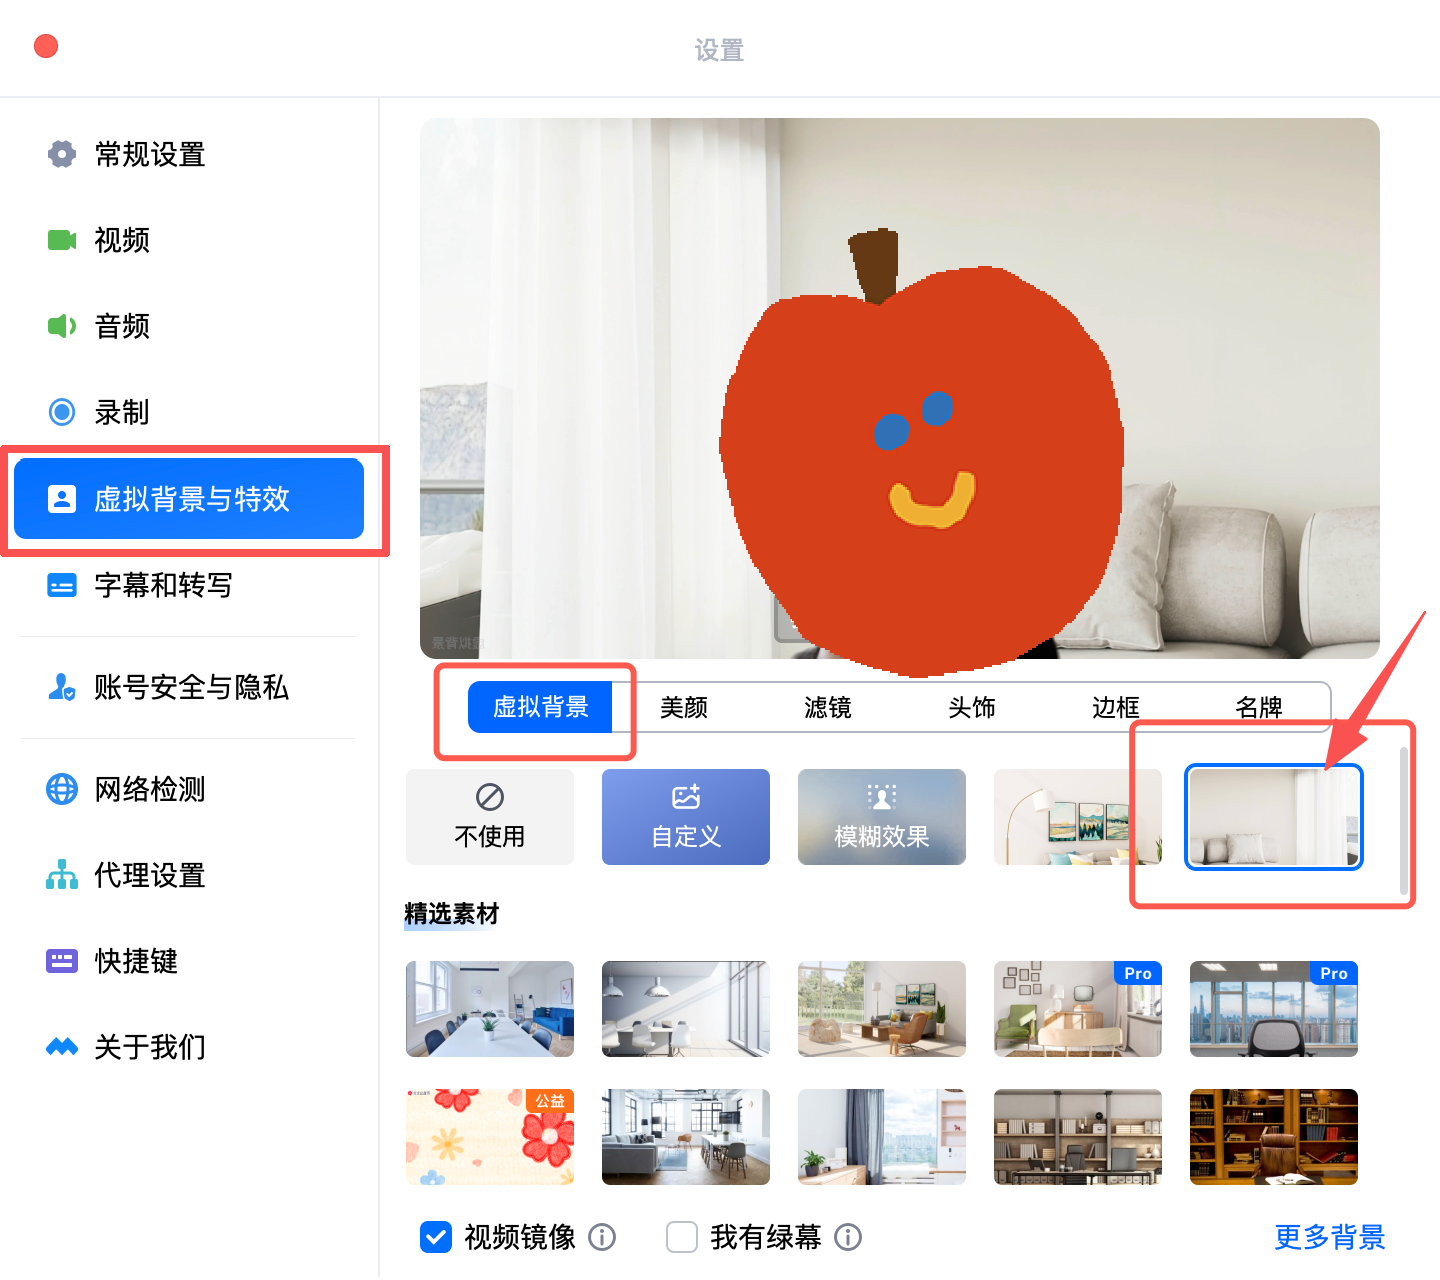 设置
常规设置
视频
音频
录制
虚拟背景与特效
字幕和转写
账号安全与隐私
网络检测
代理设置
快捷键
关于我们
虚拟背景
虚拟背景 美颜 滤镜 头饰 边框 名牌
不使用 自定义 模糊效果
精选素材
Pro Pro
公益
视频镜像 我有绿幕 更多背景